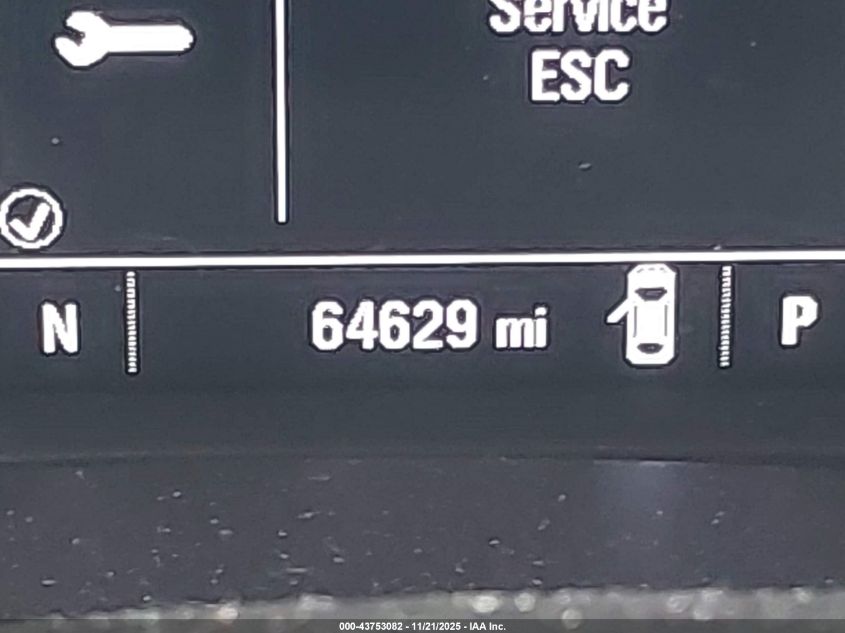 Service
ESC
N 64629 mi P
000-43753082 - 11/21/2025 - IAA Inc.